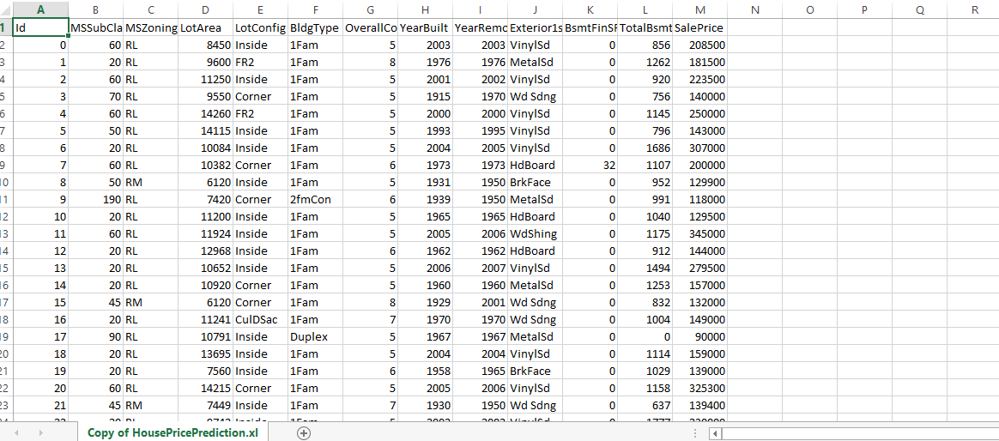 A B C D E F G H I J K L M N O P Q R
1 Id MSSubCla MSZoning LotArea LotConfig BldgType OverallCo YearBuilt YearRemo Exterior1s BsmtFinSF TotalBsmt SalePrice
2 0 60 RL 8450 Inside 1Fam 5 2003 2003 VinylSd 0 856 208500
3 1 20 RL 9600 FR2 1Fam 8 1976 1976 MetalSd 0 1262 181500
4 2 60 RL 11250 Inside 1Fam 5 2001 2002 VinylSd 0 920 223500
5 3 70 RL 9550 Corner 1Fam 5 1915 1970 Wd Sdng 0 756 140000
6 4 60 RL 14260 FR2 1Fam 5 2000 2000 VinylSd 0 1145 250000
7 5 50 RL 14115 Inside 1Fam 5 1993 1995 VinylSd 0 796 143000
8 6 20 RL 10084 Inside 1Fam 5 2004 2005 VinylSd 0 1686 307000
9 7 60 RL 10382 Corner 1Fam 6 1973 1973 HdBoard 32 1107 200000
10 8 50 RM 6120 Inside 1Fam 5 1931 1950 BrkFace 0 952 129900
11 9 190 RL 7420 Corner 2fmCon 6 1939 1950 MetalSd 0 991 118000
12 10 20 RL 11200 Inside 1Fam 5 1965 1965 HdBoard 0 1040 129500
13 11 60 RL 11924 Inside 1Fam 5 2005 2006 WdShing 0 1175 345000
14 12 20 RL 12968 Inside 1Fam 6 1962 1962 HdBoard 0 912 144000
15 13 20 RL 10652 Inside 1Fam 5 2006 2007 VinylSd 0 1494 279500
16 14 20 RL 10920 Corner 1Fam 5 1960 1960 MetalSd 0 1253 157000
17 15 45 RM 6120 Corner 1Fam 8 1929 2001 Wd Sdng 0 832 132000
18 16 20 RL 11241 CulDSac 1Fam 7 1970 1970 Wd Sdng 0 1004 149000
19 17 90 RL 10791 Inside Duplex 5 1967 1967 MetalSd 0 0 90000
20 18 20 RL 13695 Inside 1Fam 5 2004 2004 VinylSd 0 1114 159000
21 19 20 RL 7560 Inside 1Fam 6 1958 1965 BrkFace 0 1029 139000
22 20 60 RL 14215 Corner 1Fam 5 2005 2006 VinylSd 0 1158 325300
23 21 45 RM 7449 Inside 1Fam 7 1930 1950 Wd Sdng 0 637 139400
Copy of HousePricePrediction.xl